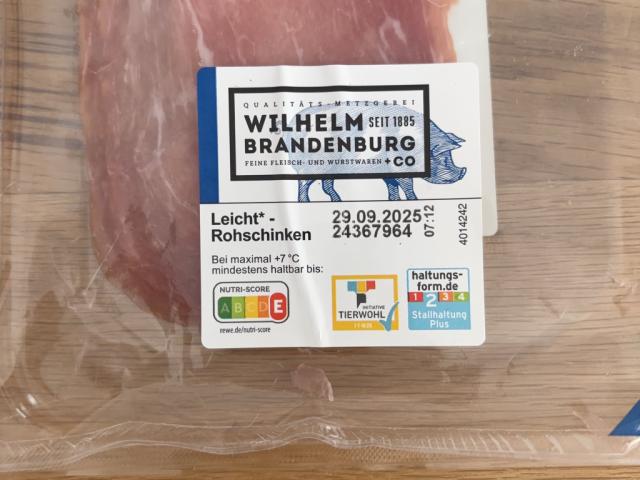 QUALITÄTS-METZGEREI
WILHELM SEIT 1885
BRANDENBURG
FEINE FLEISCH- UND WURSTWAREN +CO
Leicht* -
Rohschinken
29.09.2025
24367964
07:12
4014242
Bei maximal +7 °C
mindestens haltbar bis:
NUTRI-SCORE
A B C D E
rewe.de/nutri-score
INITIATIVE
TIERWOHL
haltungs-
form.de
1 2 3 4
Stallhaltung
Plus